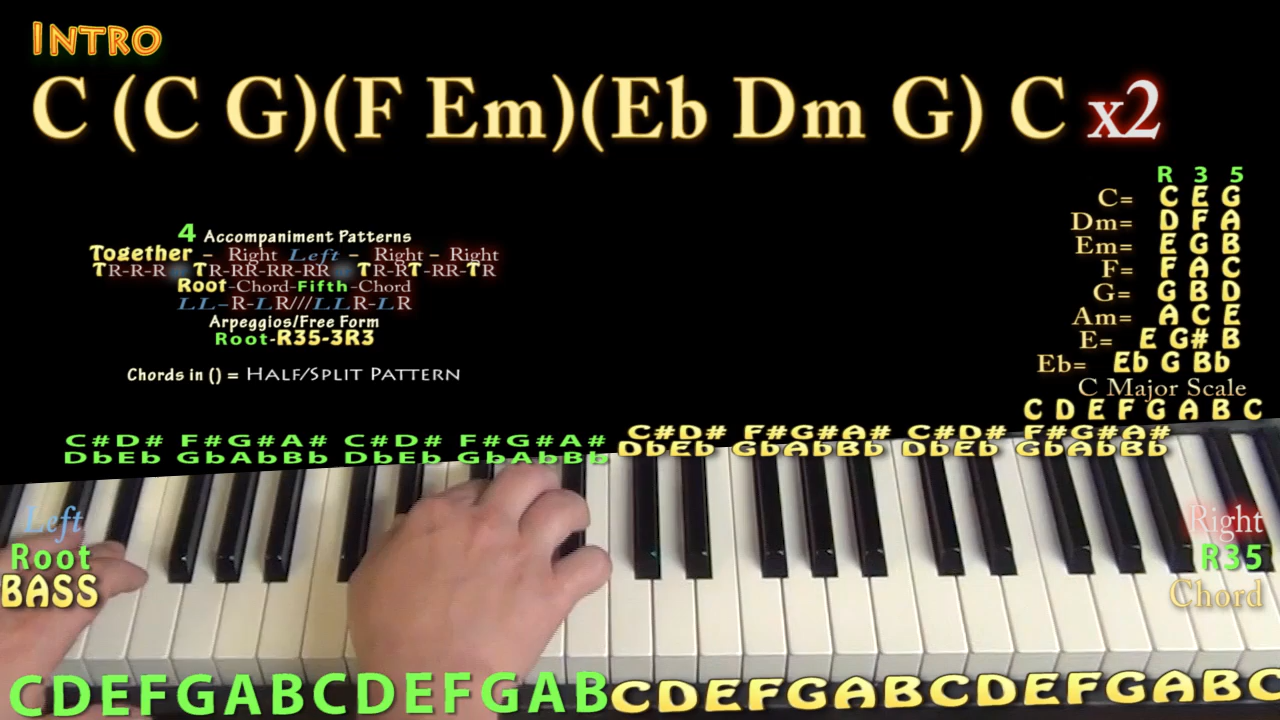 INTRO
C (C G)(F Em)(Eb Dm G) C x2
R 3 5
C= C E G
Dm= D F A
Em= E G B
F= F A C
G= G B D
Am= A C E
E= E G# B
Eb= Eb G Bb
C Major Scale
C D E F G A B C
4 Accompaniment Patterns
Together - Right Left - Right - Right
TR-R-R TR-RR-RR-RR TR-RT-RR-TR
Root-Chord-Fifth-Chord
LL-R-LR///LLR-LR
Arpeggios/Free Form
Root-R35-3R3
Chords in () = Half/Split Pattern
C#D# F#G#A# C#D# F#G#A# C#D# F#G#A# C#D# F#G#A#
DbEb GbAbBb DbEb GbAbBb DbEb GbAbBb DbEb GbAbBb
Left
Root
BASS
Right
R35
Chord
CDEFGABCDEFGABCDEFGABCDEFGABC